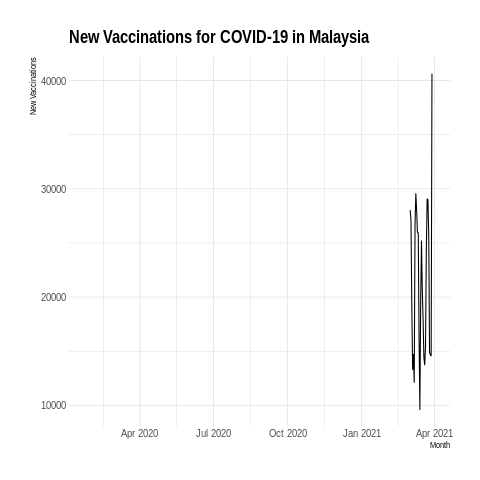 New Vaccinations for COVID-19 in Malaysia
New Vaccinations
40000
30000
20000
10000
Apr 2020 Jul 2020 Oct 2020 Jan 2021 Apr 2021
Month